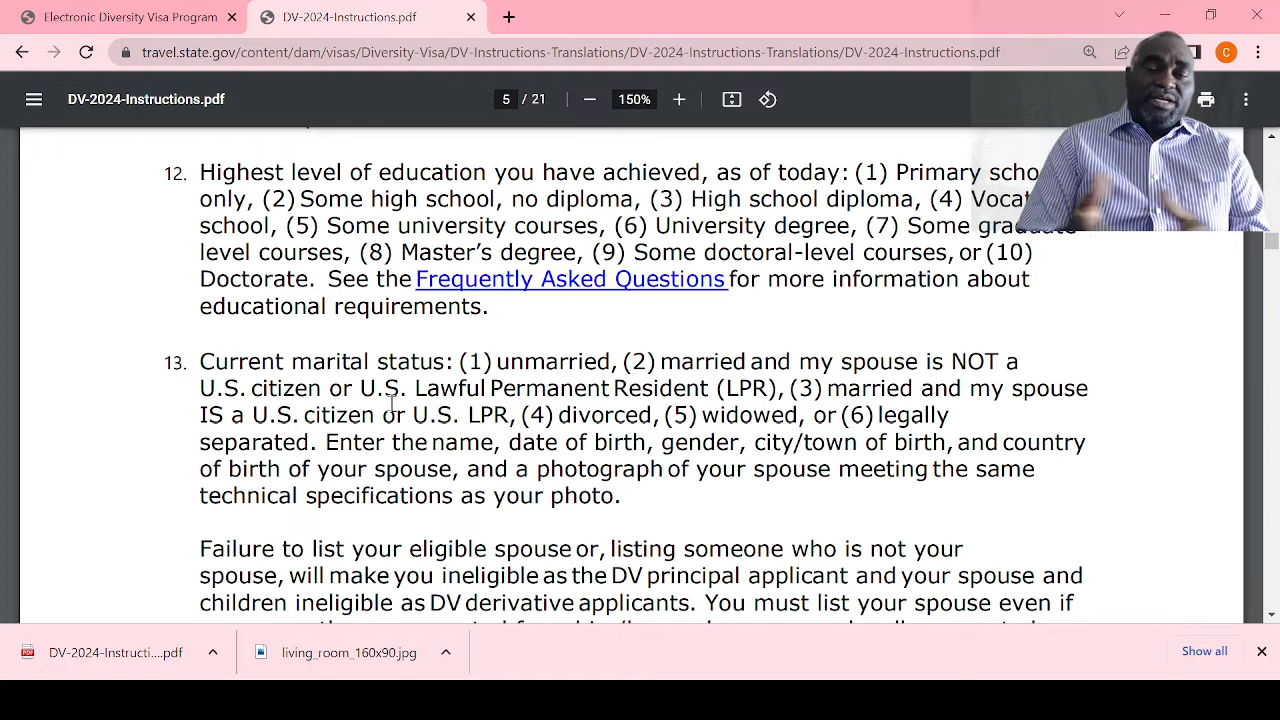 Electronic Diversity Visa Program
DV-2024-Instructions.pdf
travel.state.gov/content/dam/visas/Diversity-Visa/DV-Instructions-Translations/DV-2024-Instructions-Translations/DV-2024-Instructions.pdf
C
DV-2024-Instructions.pdf
5 / 21
150%
12. Highest level of education you have achieved, as of today: (1) Primary
only, (2) Some high school, no diploma, (3) High school diploma, (4)
school, (5) Some university courses, (6) University degree, (7) Some graduate
level courses, (8) Master's degree, (9) Some doctoral-level courses, or (10)
Doctorate. See the Frequently Asked Questions for more information about
educational requirements.
13. Current marital status: (1) unmarried, (2) married and my spouse is NOT a
U.S. citizen or U.S. Lawful Permanent Resident (LPR), (3) married and my spouse
IS a U.S. citizen or U.S. LPR, (4) divorced, (5) widowed, or (6) legally
separated. Enter the name, date of birth, gender, city/town of birth, and country
of birth of your spouse, and a photograph of your spouse meeting the same
technical specifications as your photo.
Failure to list your eligible spouse or, listing someone who is not your
spouse, will make you ineligible as the DV principal applicant and your spouse and
children ineligible as DV derivative applicants. You must list your spouse even if
DV-2024-Instructi....pdf
living_room_160x90.jpg
Show all